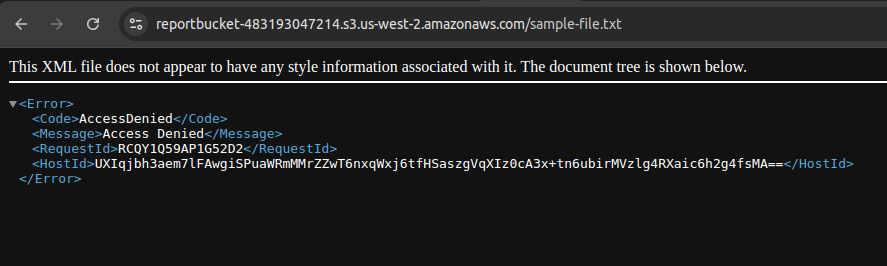 reportbucket-483193047214.s3.us-west-2.amazonaws.com/sample-file.txt
This XML file does not appear to have any style information associated with it. The document tree is shown below.
<Error>
<Code>AccessDenied</Code>
<Message>Access Denied</Message>
<RequestId>RCQY1Q59AP1G52D2</RequestId>
<HostId>UXIqjbh3aem7lFAwgiSPuaWRmMMrZZwT6nxqWxj6tfHSaszgVqXIz0cA3x+tn6ubirMVzlg4RXaic6h2g4fsMA==</HostId>
</Error>